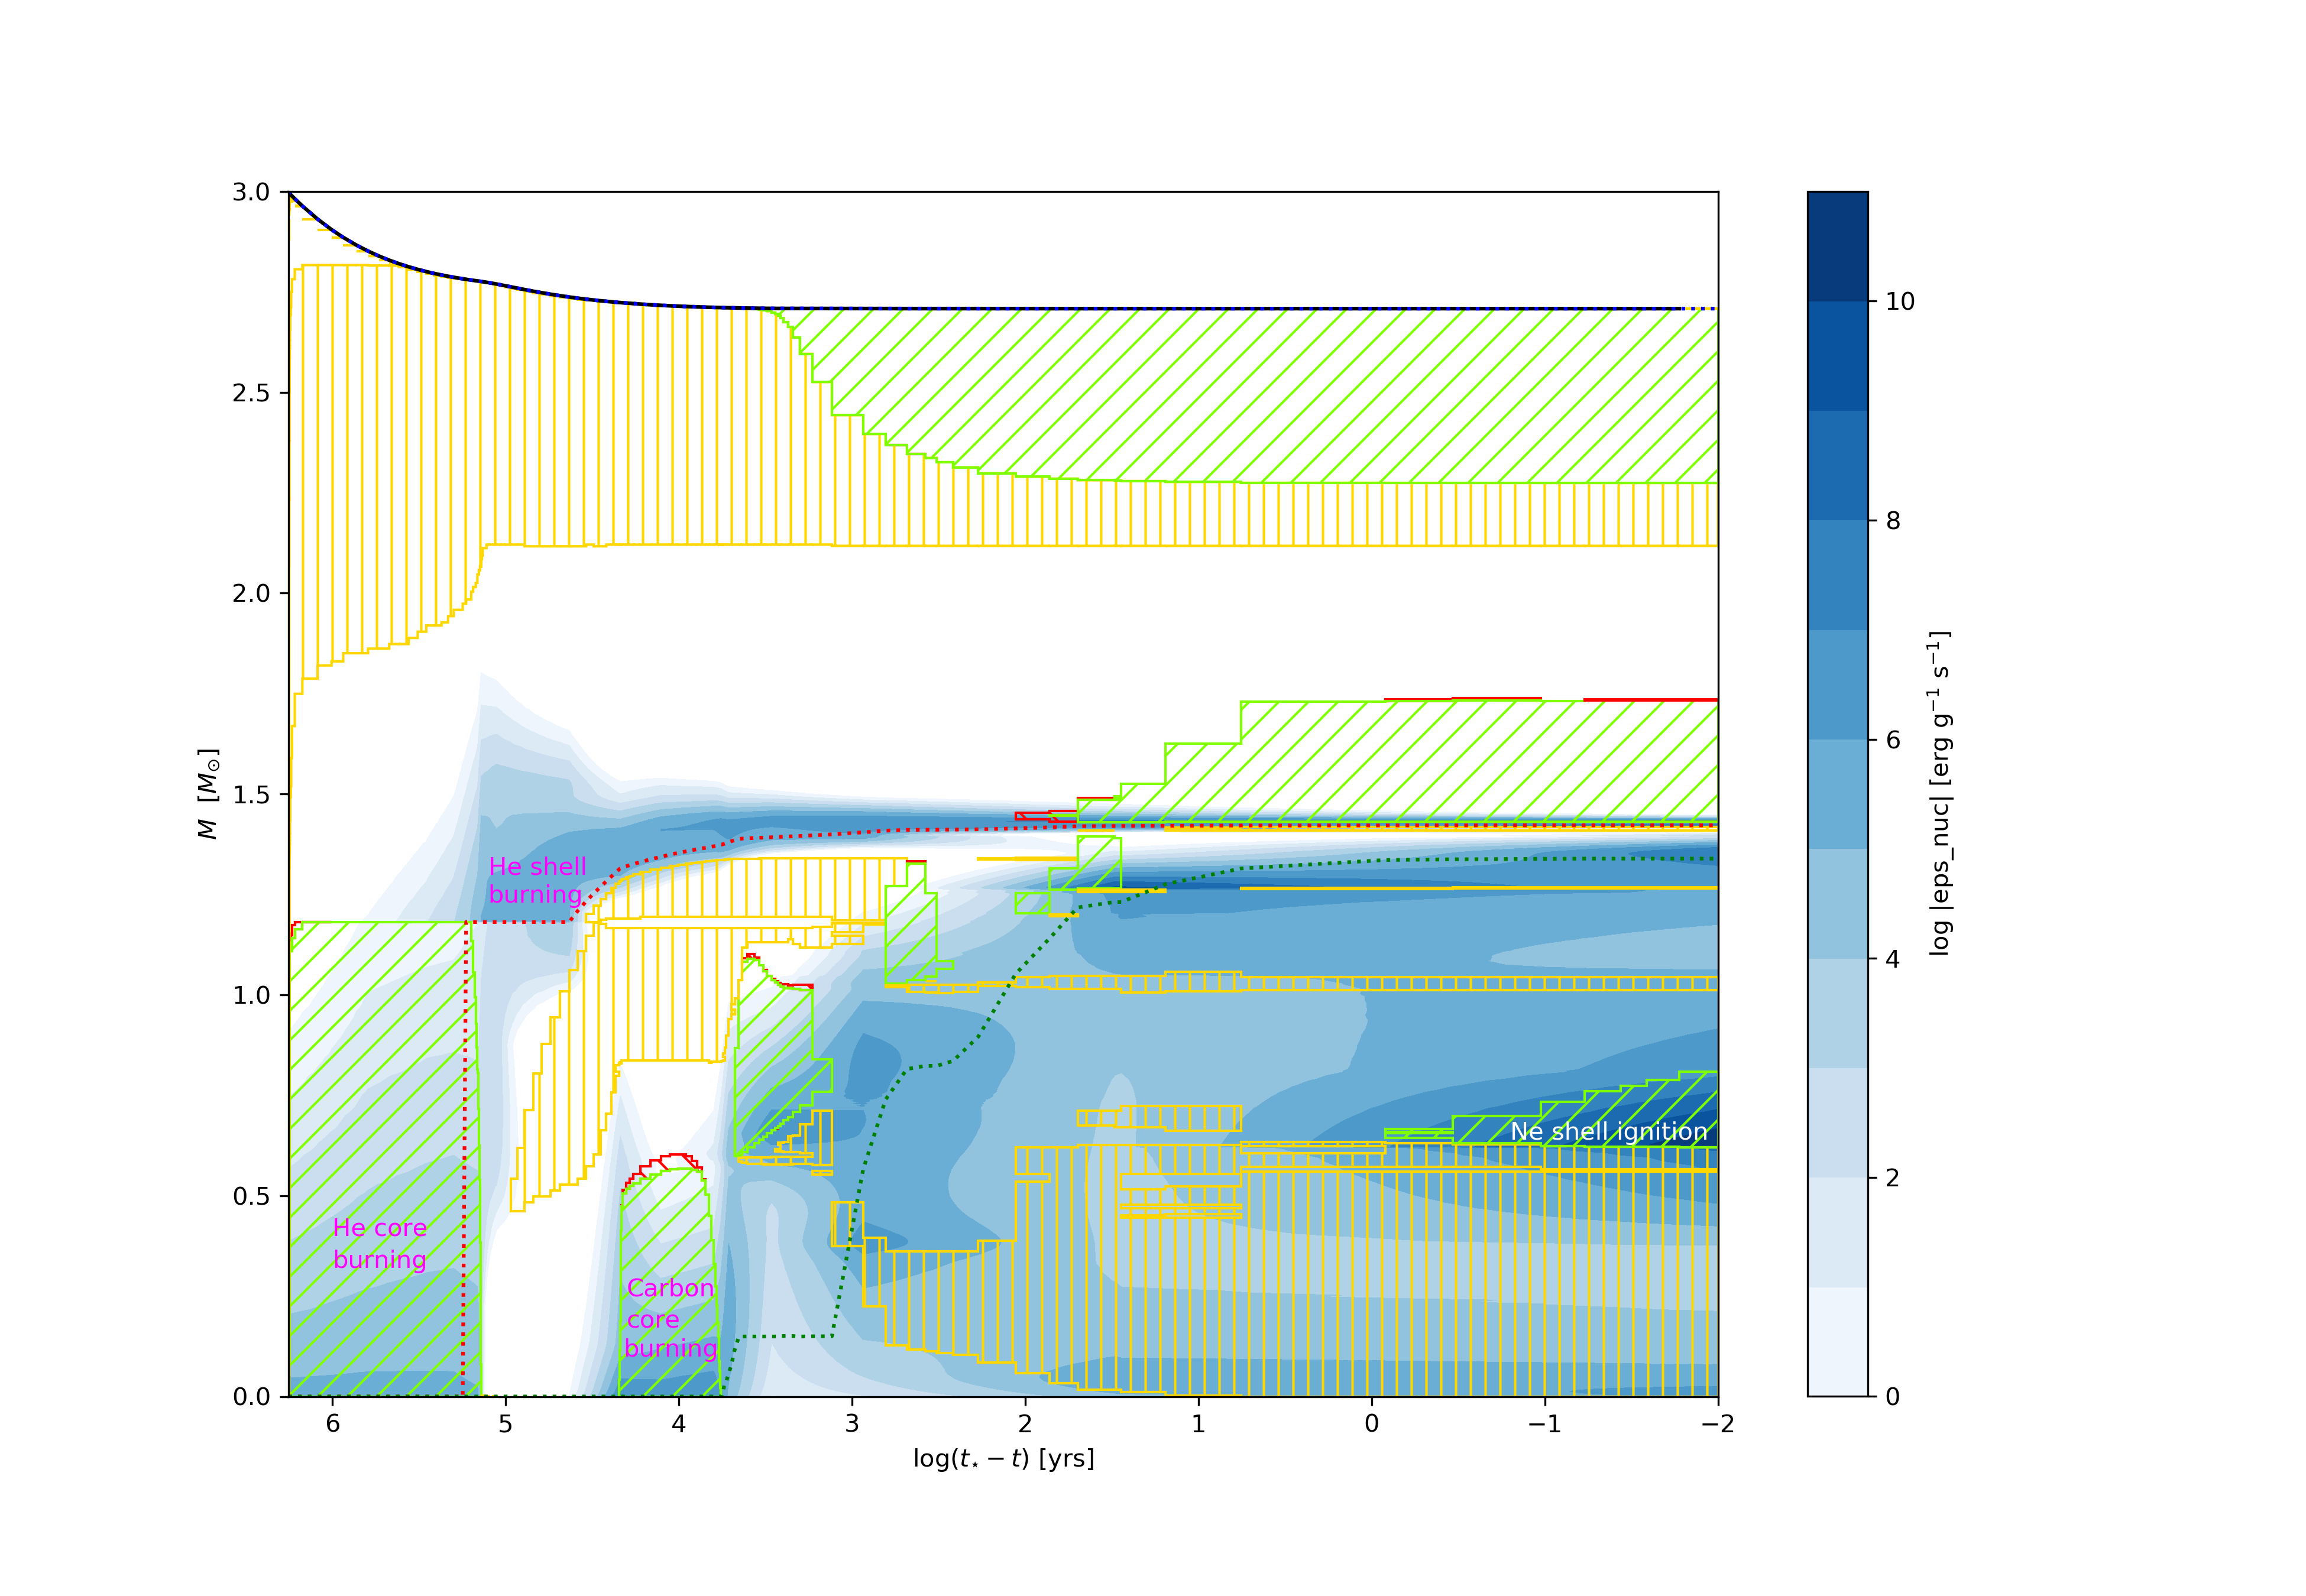 3.0
2.5
2.0
1.5
1.0
0.5
0.0
M [M⊙]
6 5 4 3 2 1 0 −1 −2
log(t⋆ − t) [yrs]
He shell
burning
He core
burning
Carbon
core
burning
Ne shell ignition
10
8
6
4
2
0
log |eps_nuc| [erg g⁻¹ s⁻¹]